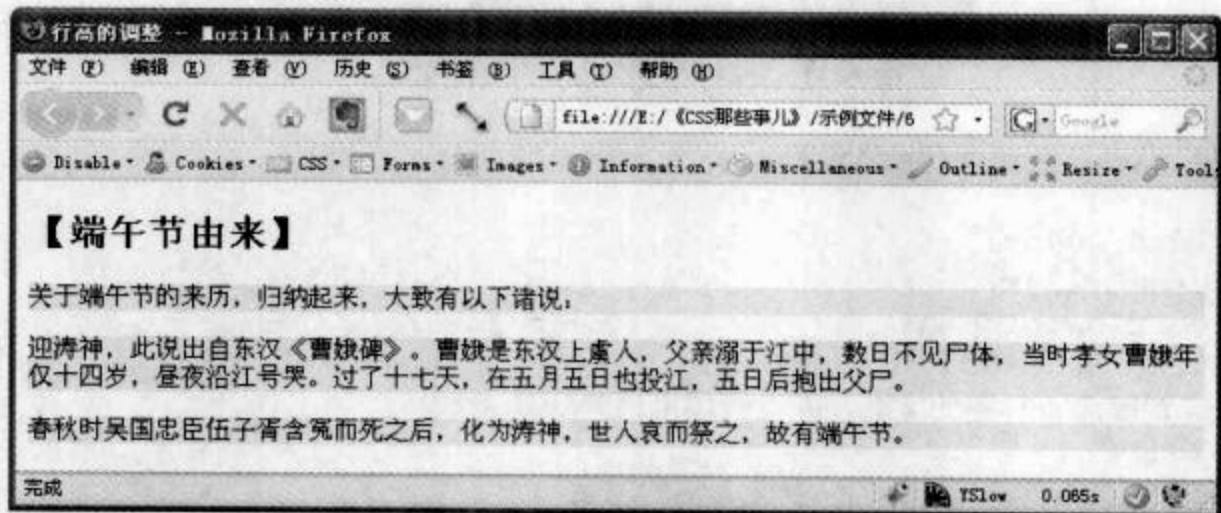 行高的调整 - Mozilla Firefox
文件 (F) 编辑 (E) 查看 (V) 历史 (S) 书签 (B) 工具 (T) 帮助 (H)
file:///E:/《CSS那些事儿》/示例文件/6 Google
Disable Cookies CSS Forms Images Information Miscellaneous Outline Resize Tools
【端午节由来】
关于端午节的来历，归纳起来，大致有以下诸说：
迎涛神，此说出自东汉《曹娥碑》。曹娥是东汉上虞人，父亲溺于江中，数日不见尸体，当时孝女曹娥年
仅十四岁，昼夜沿江号哭。过了十七天，在五月五日也投江，五日后抱出父尸。
春秋时吴国忠臣伍子胥含冤而死之后，化为涛神，世人哀而祭之，故有端午节。
完成 YSlow 0.065s